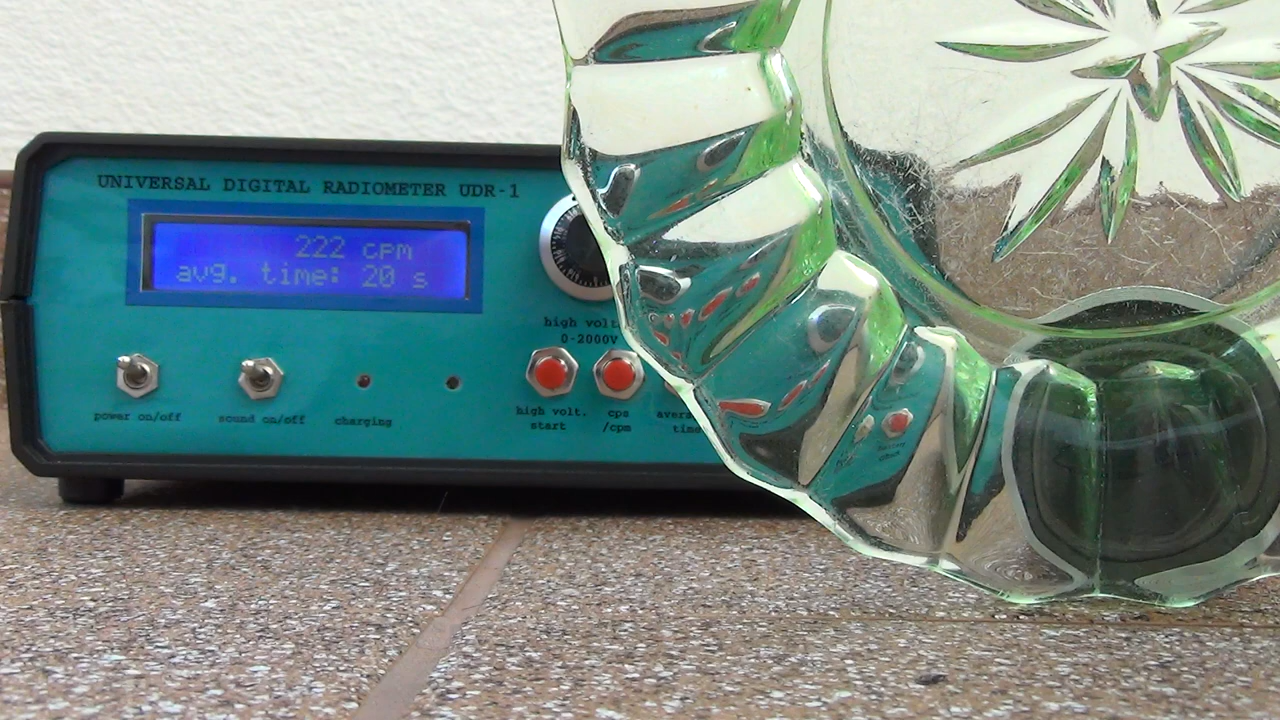 UNIVERSAL DIGITAL RADIOMETER UDR-1
222 cpm
avg. time: 20 s
high volt.
0-2000V
power on/off
sound on/off
charging
high volt.
start
cps
/cpm